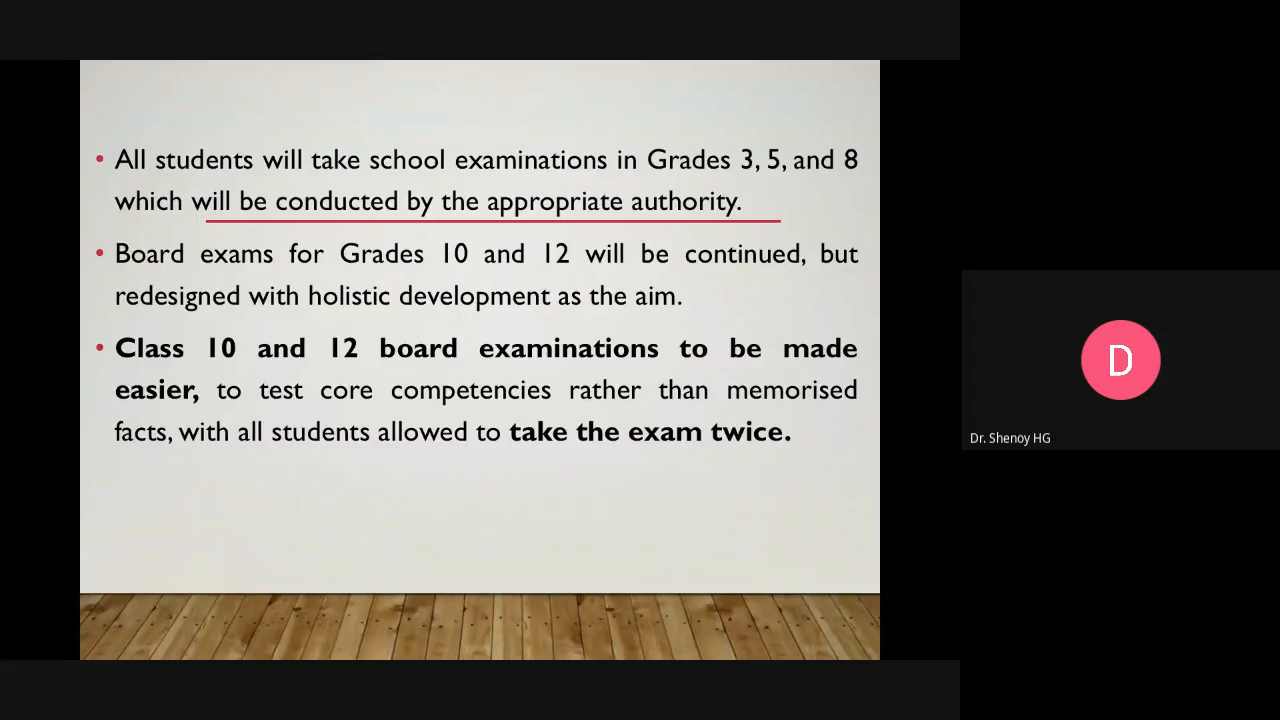 • All students will take school examinations in Grades 3, 5, and 8
which will be conducted by the appropriate authority.
• Board exams for Grades 10 and 12 will be continued, but
redesigned with holistic development as the aim.
• Class 10 and 12 board examinations to be made
easier, to test core competencies rather than memorised
facts, with all students allowed to take the exam twice.
D
Dr. Shenoy HG